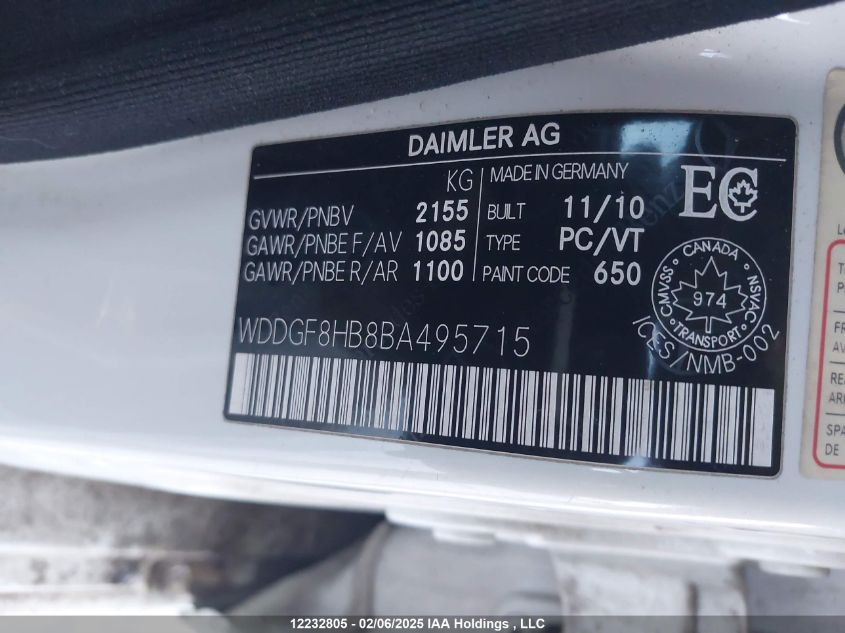 DAIMLER AG
KG
MADE IN GERMANY
GVWR/PNBV 2155
BUILT 11/10
GAWR/PNBE F/AV 1085
TYPE PC/VT
GAWR/PNBE R/AR 1100
PAINT CODE 650
EC
CANADA
CMVSS 974 NSVAC
TRANSPORT
ICES/NMB-002
WDDGF8HB8BA495715
12232805 - 02/06/2025 IAA Holdings , LLC